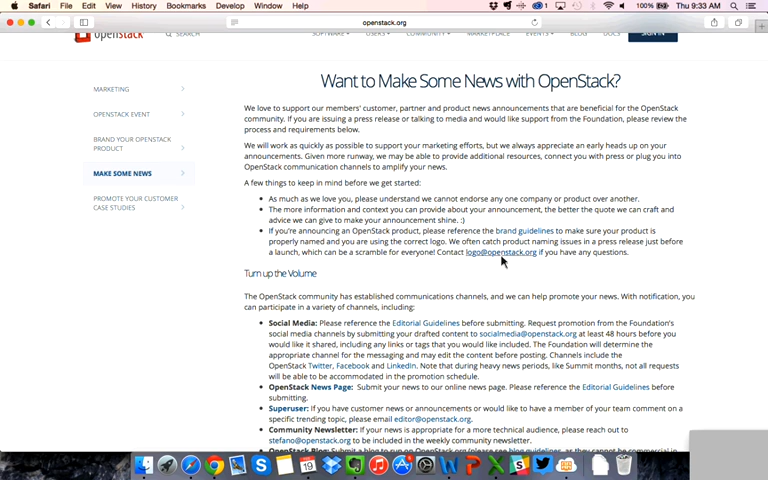 Safari File Edit View History Bookmarks Develop Window Help
100% Thu 9:33 AM
openstack.org
openstack SEARCH SOFTWARE USERS COMMUNITY MARKETPLACE EVENTS BLOG DOCS SIGN IN
Want to Make Some News with OpenStack?
MARKETING
OPENSTACK EVENT
BRAND YOUR OPENSTACK
PRODUCT
MAKE SOME NEWS
PROMOTE YOUR CUSTOMER
CASE STUDIES
We love to support our members' customer, partner and product news announcements that are beneficial for the OpenStack
community. If you are issuing a press release or talking to media and would like support from the Foundation, please review the
process and requirements below.
We will work as quickly as possible to support your marketing efforts, but we always appreciate an early heads up on your
announcements. Given more runway, we may be able to provide additional resources, connect you with press or plug you into
OpenStack communication channels to amplify your news.
A few things to keep in mind before we get started:
As much as we love you, please understand we cannot endorse any one company or product over another.
The more information and context you can provide about your announcement, the better the quote we can craft and
advice we can give to make your announcement shine. :)
If you're announcing an OpenStack product, please reference the brand guidelines to make sure your product is
properly named and you are using the correct logo. We often catch product naming issues in a press release just before
a launch, which can be a scramble for everyone! Contact logo@openstack.org if you have any questions.
Turn up the Volume
The OpenStack community has established communications channels, and we can help promote your news. With notification, you
can participate in a variety of channels, including:
Social Media: Please reference the Editorial Guidelines before submitting. Request promotion from the Foundation's
social media channels by submitting your drafted content to socialmedia@openstack.org at least 48 hours before you
would like it shared, including any links or tags that you would like included. The Foundation will determine the
appropriate channel for the messaging and may edit the content before posting. Channels include the
OpenStack Twitter, Facebook and LinkedIn. Note that during heavy news periods, like Summit months, not all requests
will be able to be accommodated in the promotion schedule.
OpenStack News Page: Submit your news to our online news page. Please reference the Editorial Guidelines before
submitting.
Superuser: If you have customer news or announcements or would like to have a member of your team comment on a
specific trending topic, please email editor@openstack.org.
Community Newsletter: If your news is appropriate for a more technical audience, please reach out to
stefano@openstack.org to be included in the weekly community newsletter.
OpenStack Blog: Submit a blog to run on OpenStack.org (please see blog guidelines, as they cannot be commercial in
19